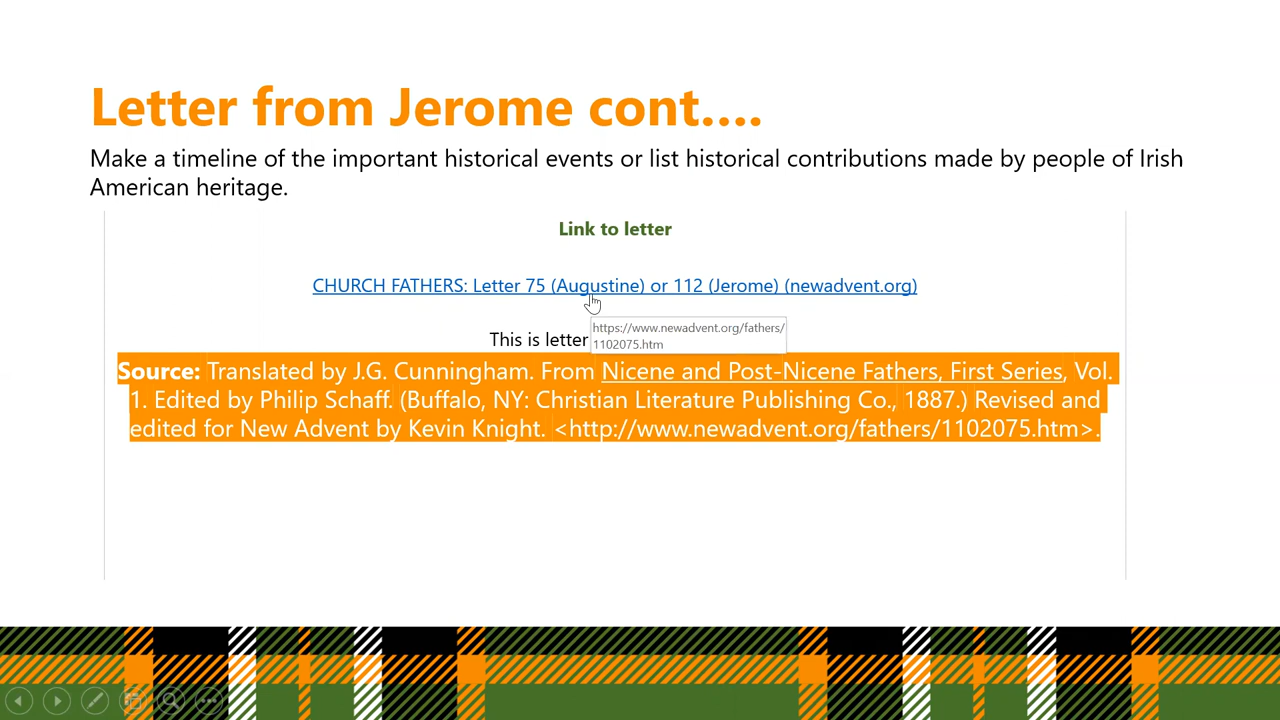 Letter from Jerome cont....
Make a timeline of the important historical events or list historical contributions made by people of Irish
American heritage.
Link to letter
CHURCH FATHERS: Letter 75 (Augustine) or 112 (Jerome) (newadvent.org)
https://www.newadvent.org/fathers/
1102075.htm
This is letter
Source: Translated by J.G. Cunningham. From Nicene and Post-Nicene Fathers, First Series, Vol.
1. Edited by Philip Schaff. (Buffalo, NY: Christian Literature Publishing Co., 1887.) Revised and
edited for New Advent by Kevin Knight. <http://www.newadvent.org/fathers/1102075.htm>.